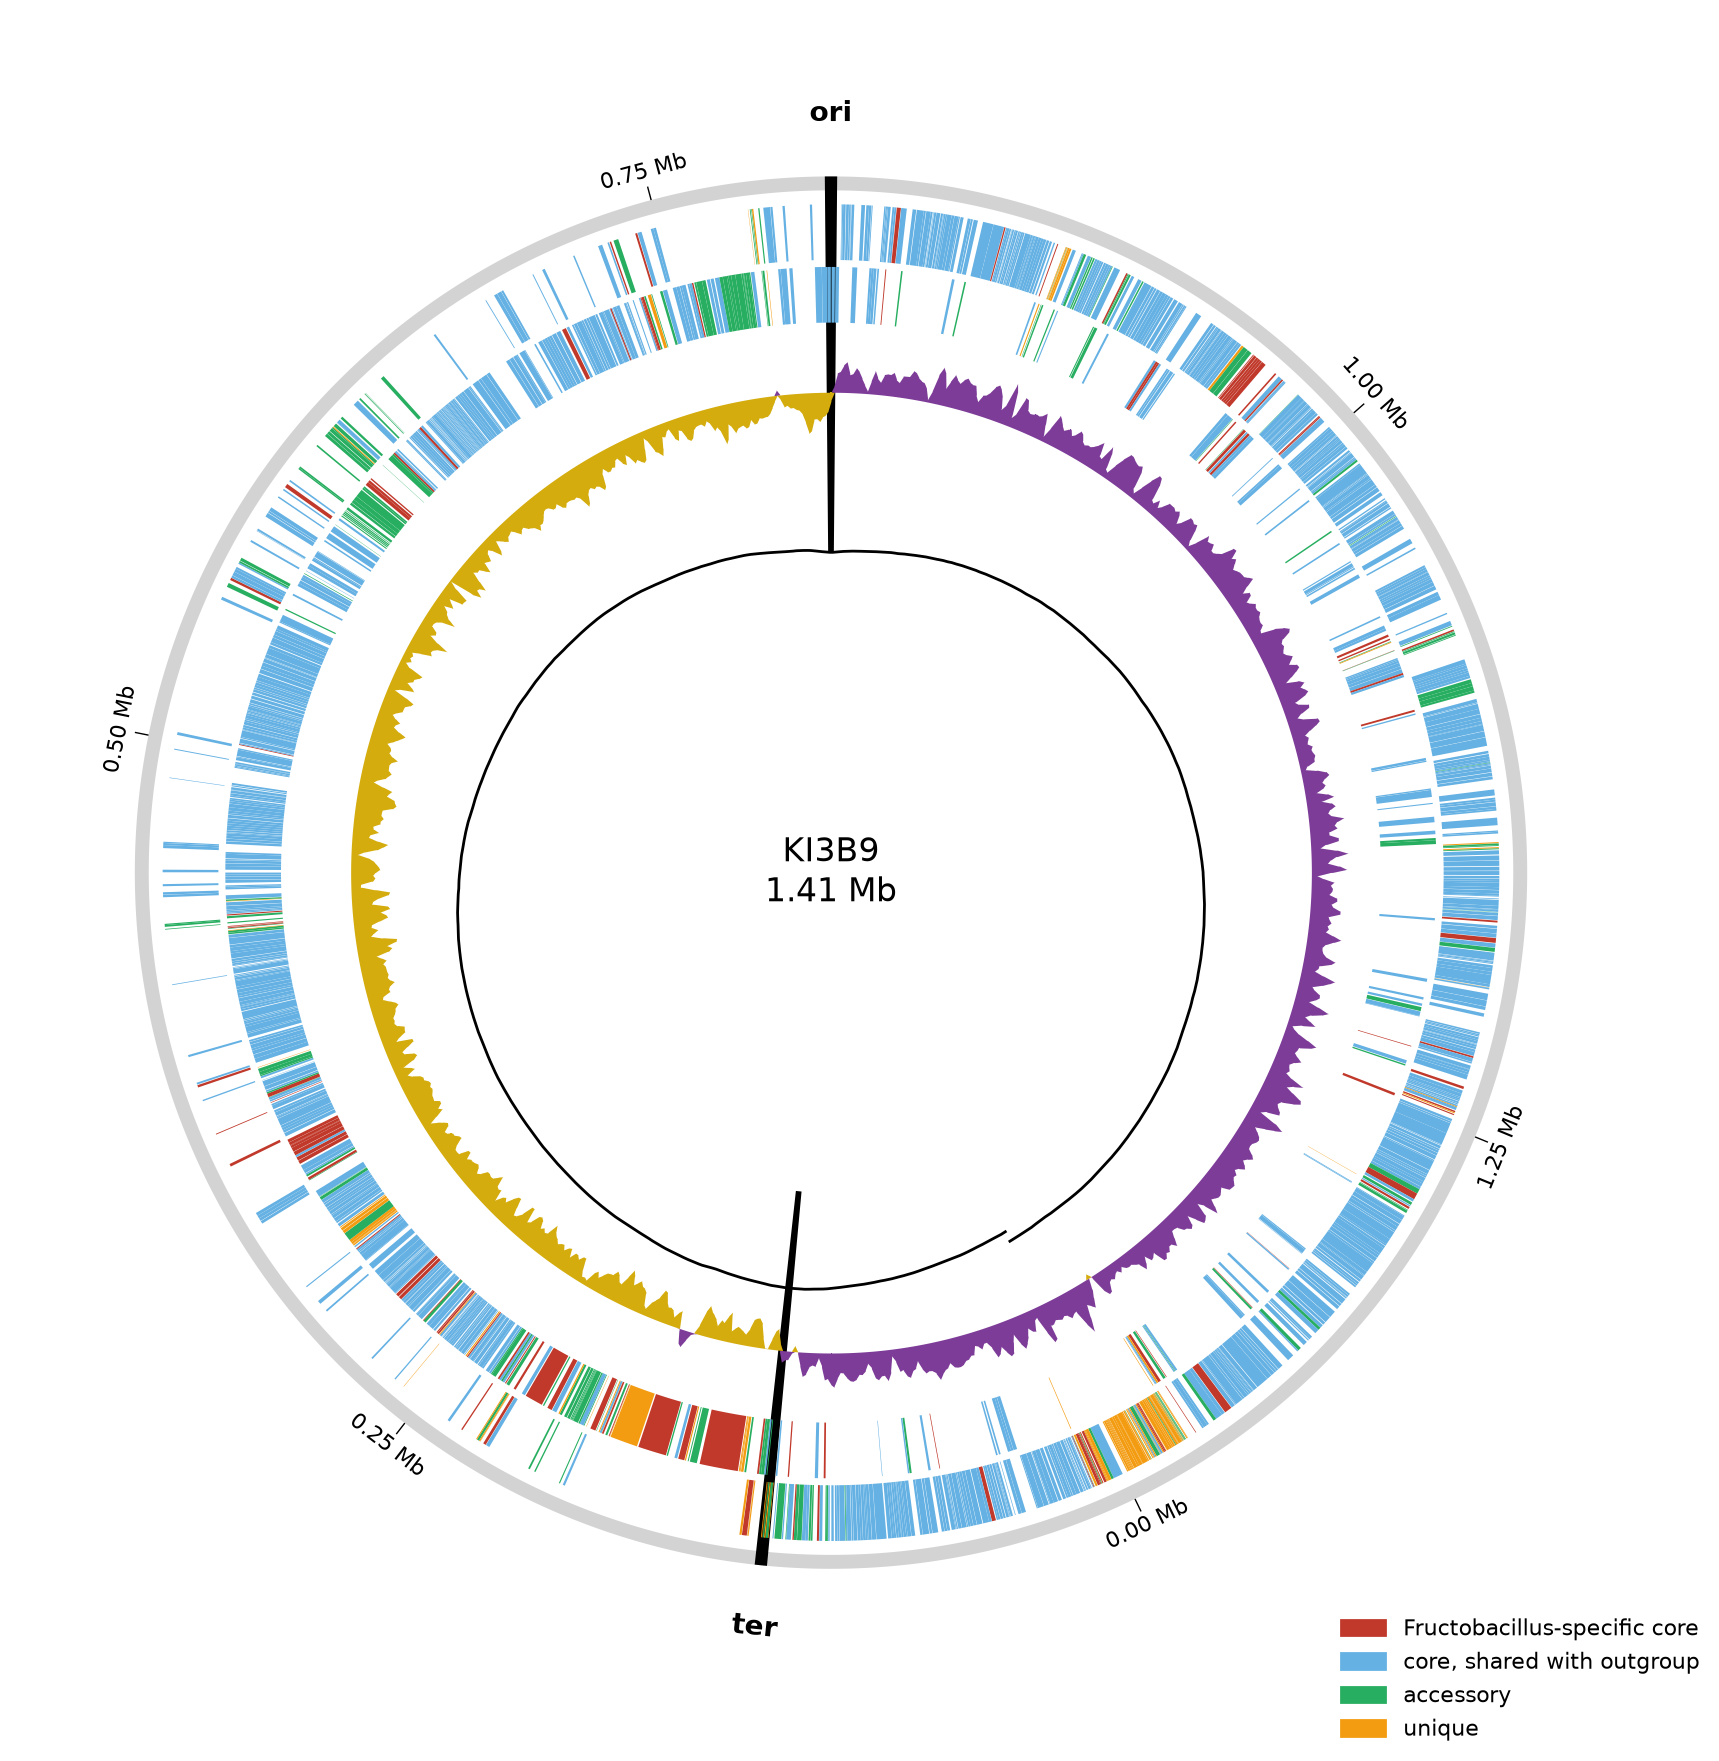 ori
0.75 Mb
1.00 Mb
0.50 Mb
KI3B9
1.41 Mb
1.25 Mb
0.25 Mb
0.00 Mb
ter
Fructobacillus-specific core
core, shared with outgroup
accessory
unique